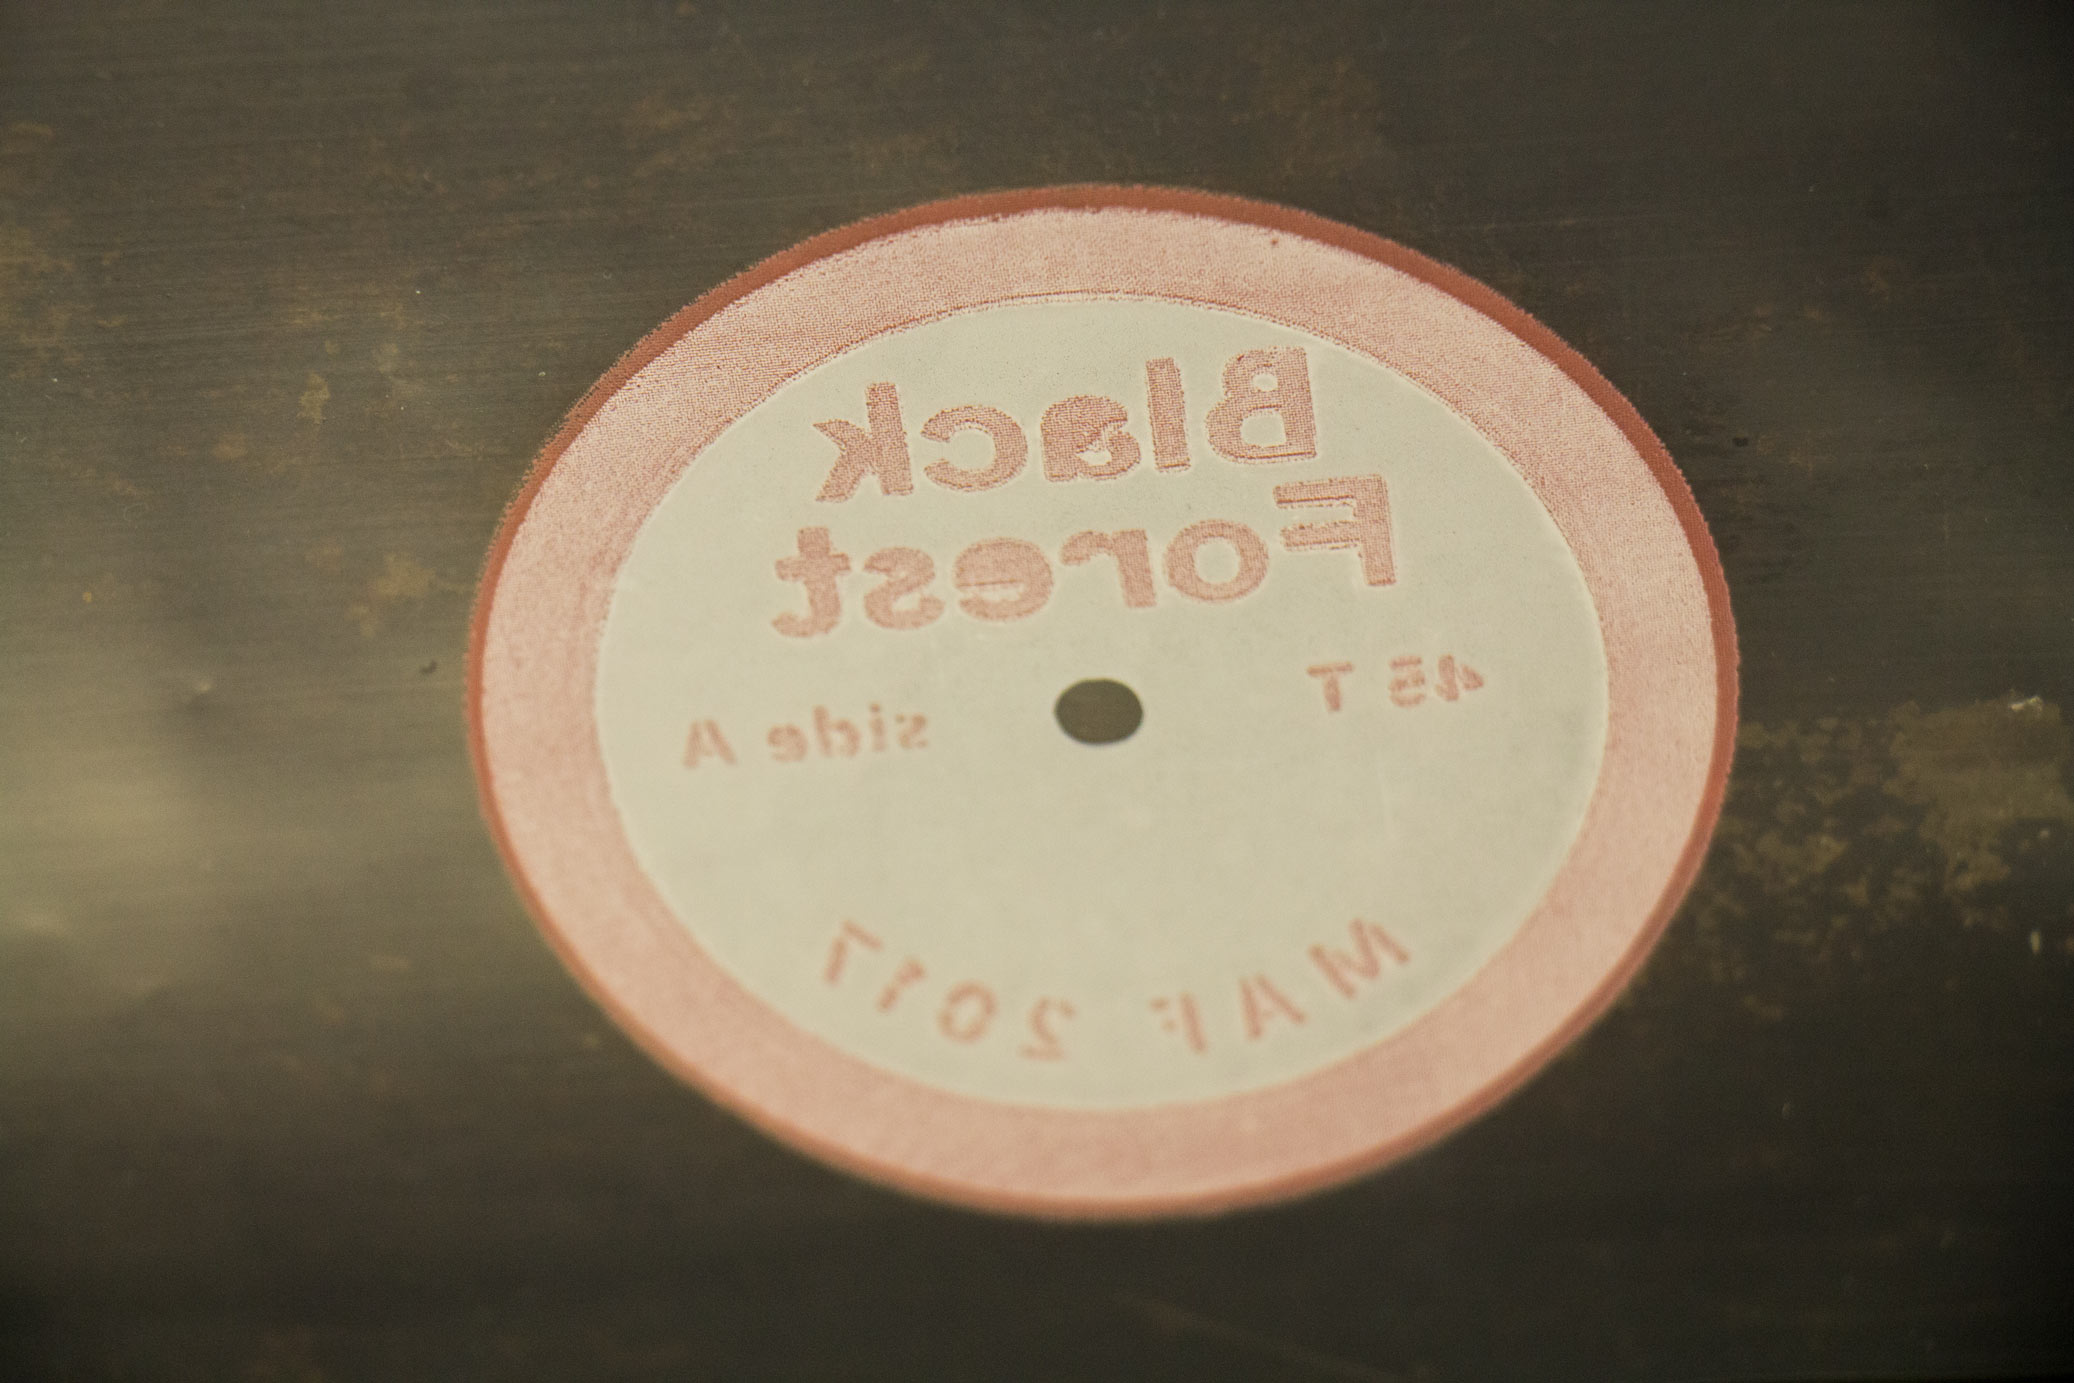 Black
Forest
45 T
side A
MAF 2017